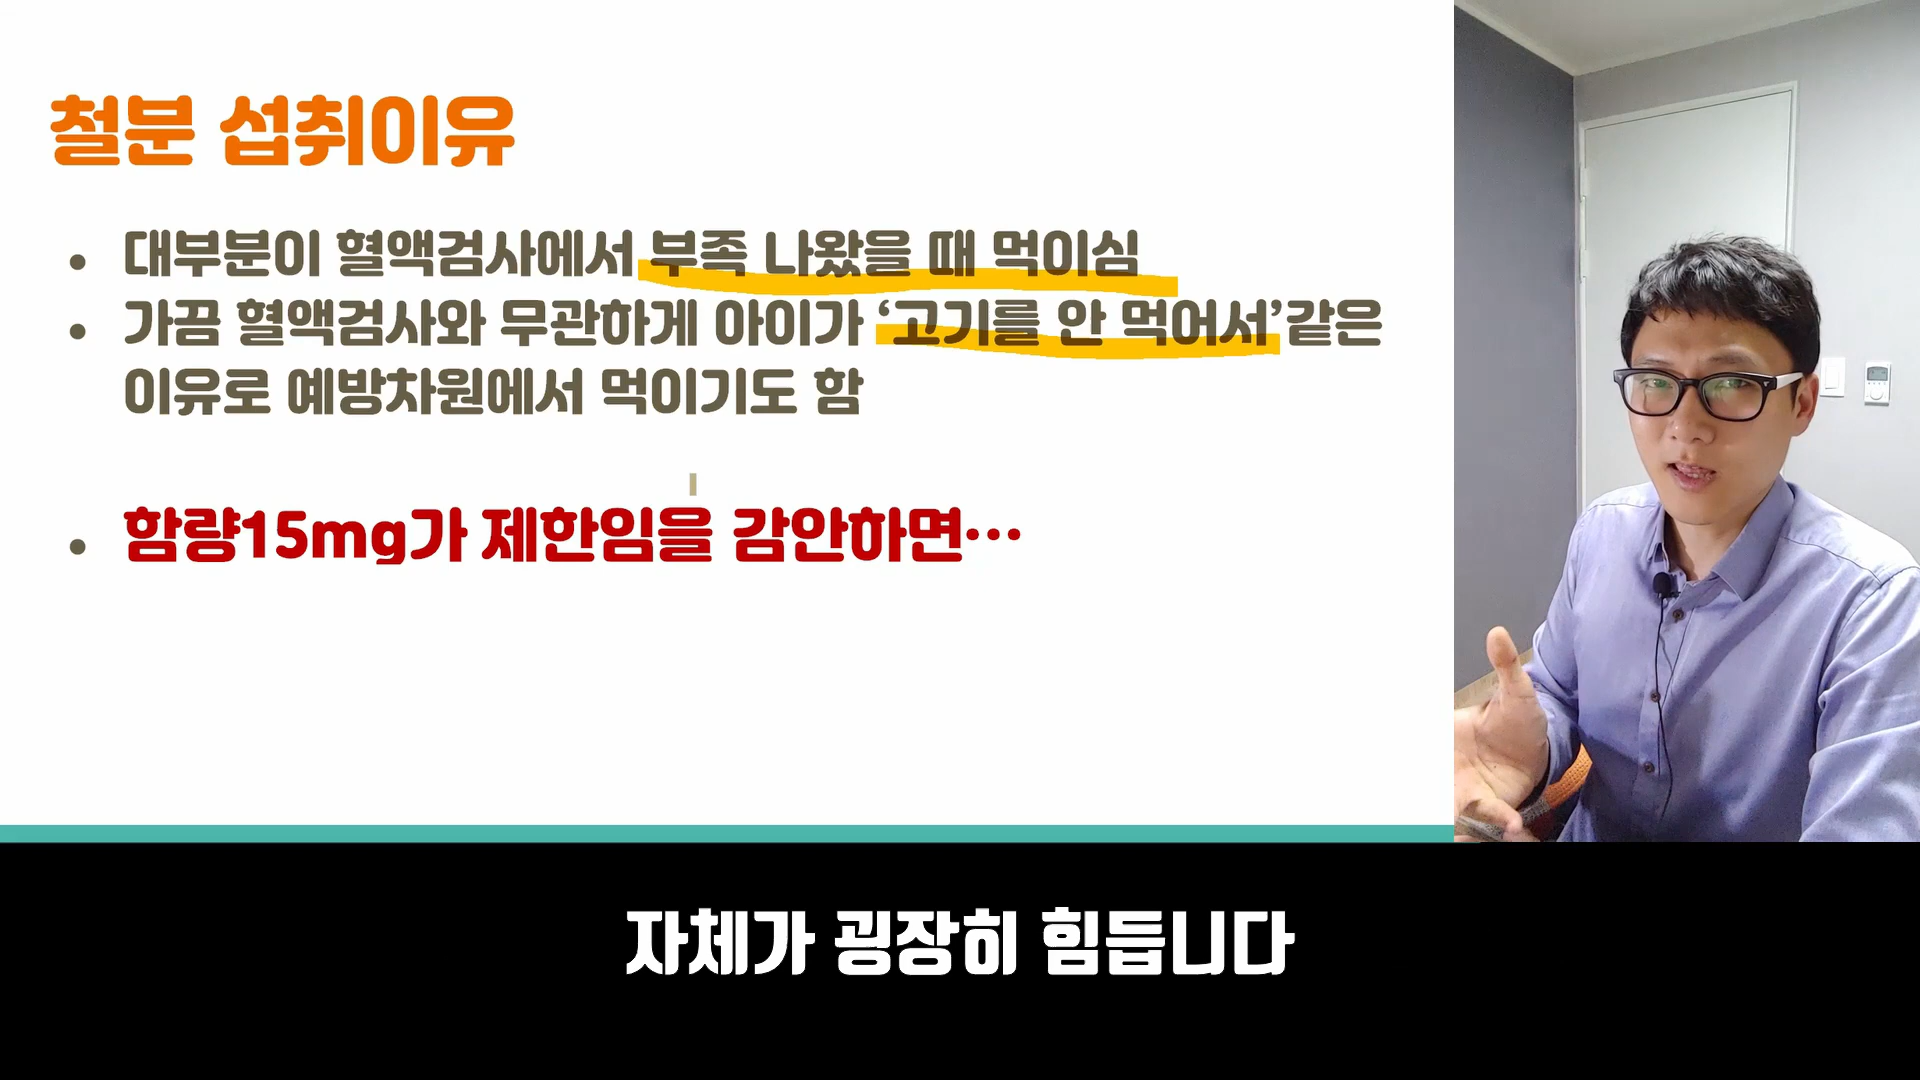 철분 섭취이유
• 대부분이 혈액검사에서 부족 나왔을 때 먹이심
• 가끔 혈액검사와 무관하게 아이가 ‘고기를 안 먹어서’같은
이유로 예방차원에서 먹이기도 함
• 함량15mg가 제한임을 감안하면…
자체가 굉장히 힘듭니다